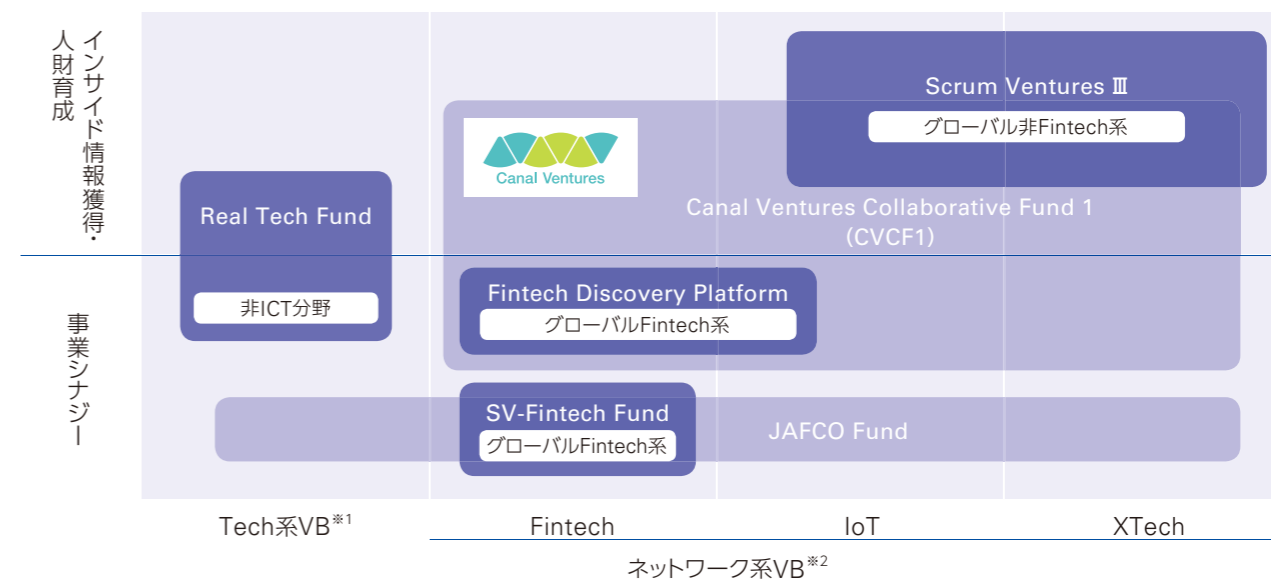 インサイド情報獲得・
人財育成
Scrum Ventures Ⅲ
グローバル非Fintech系
Canal Ventures
Real Tech Fund
非ICT分野
Canal Ventures Collaborative Fund 1
(CVCF1)
事業シナジー
Fintech Discovery Platform
グローバルFintech系
SV-Fintech Fund
グローバルFintech系
JAFCO Fund
Tech系VB※1
Fintech
IoT
XTech
ネットワーク系VB※2